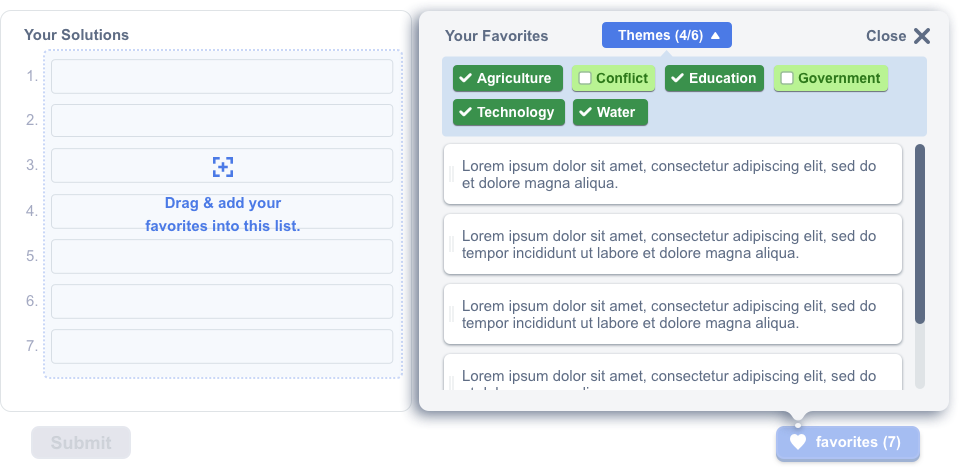 Your Solutions
1.
2.
3.
4.
5.
6.
7.
Drag & add your
favorites into this list.
Submit
Your Favorites
Themes (4/6)
Close
Agriculture
Conflict
Education
Government
Technology
Water
Lorem ipsum dolor sit amet, consectetur adipiscing elit, sed do
et dolore magna aliqua.
Lorem ipsum dolor sit amet, consectetur adipiscing elit, sed do
tempor incididunt ut labore et dolore magna aliqua.
Lorem ipsum dolor sit amet, consectetur adipiscing elit, sed do
tempor incididunt ut labore et dolore magna aliqua.
Lorem ipsum dolor sit amet, consectetur adipiscing elit, sed do
favorites (7)